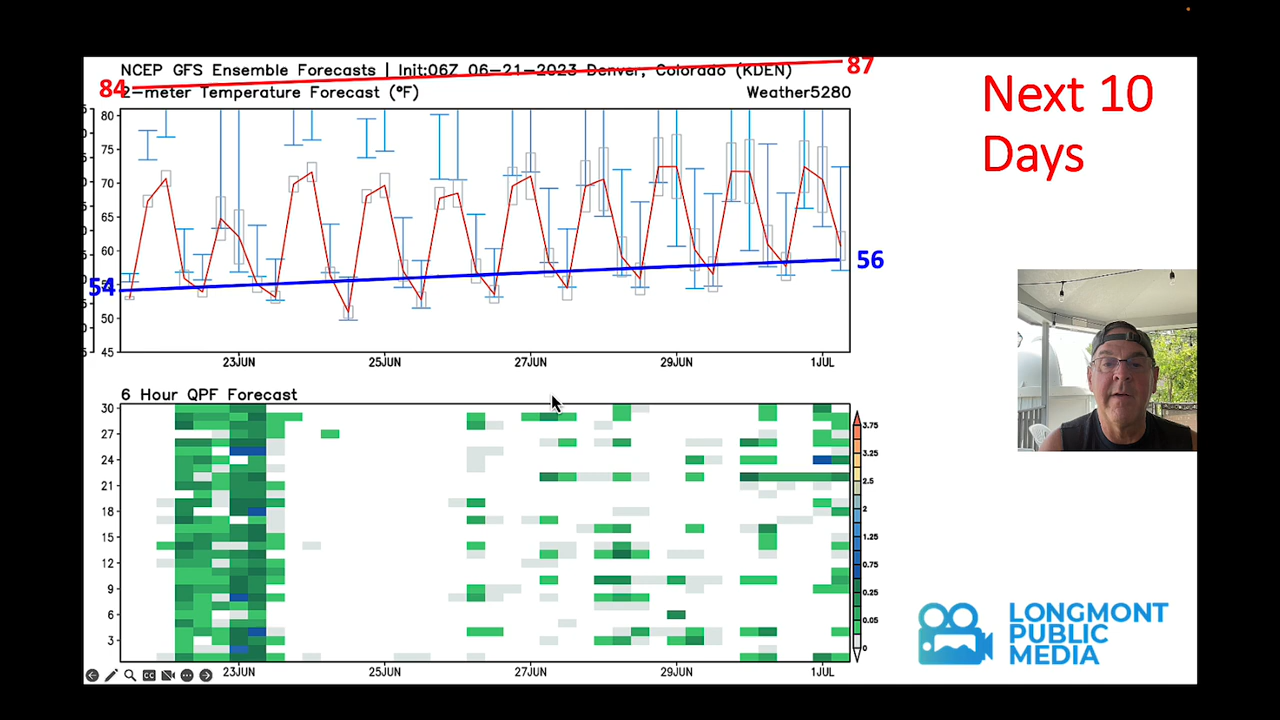 NCEP GFS Ensemble Forecasts | Init:06Z 06-21-2023 Denver, Colorado (KDEN)
87
84
2-meter Temperature Forecast (°F)
Weather5280
Next 10
Days
80
75
70
65
60
55
50
45
54
56
23JUN
25JUN
27JUN
29JUN
1JUL
6 Hour QPF Forecast
30
27
24
21
18
15
12
9
6
3
3.75
3.25
2.5
2
1.25
0.75
0.25
0.05
0
23JUN
25JUN
27JUN
29JUN
1JUL
CC
LONGMONT
PUBLIC
MEDIA